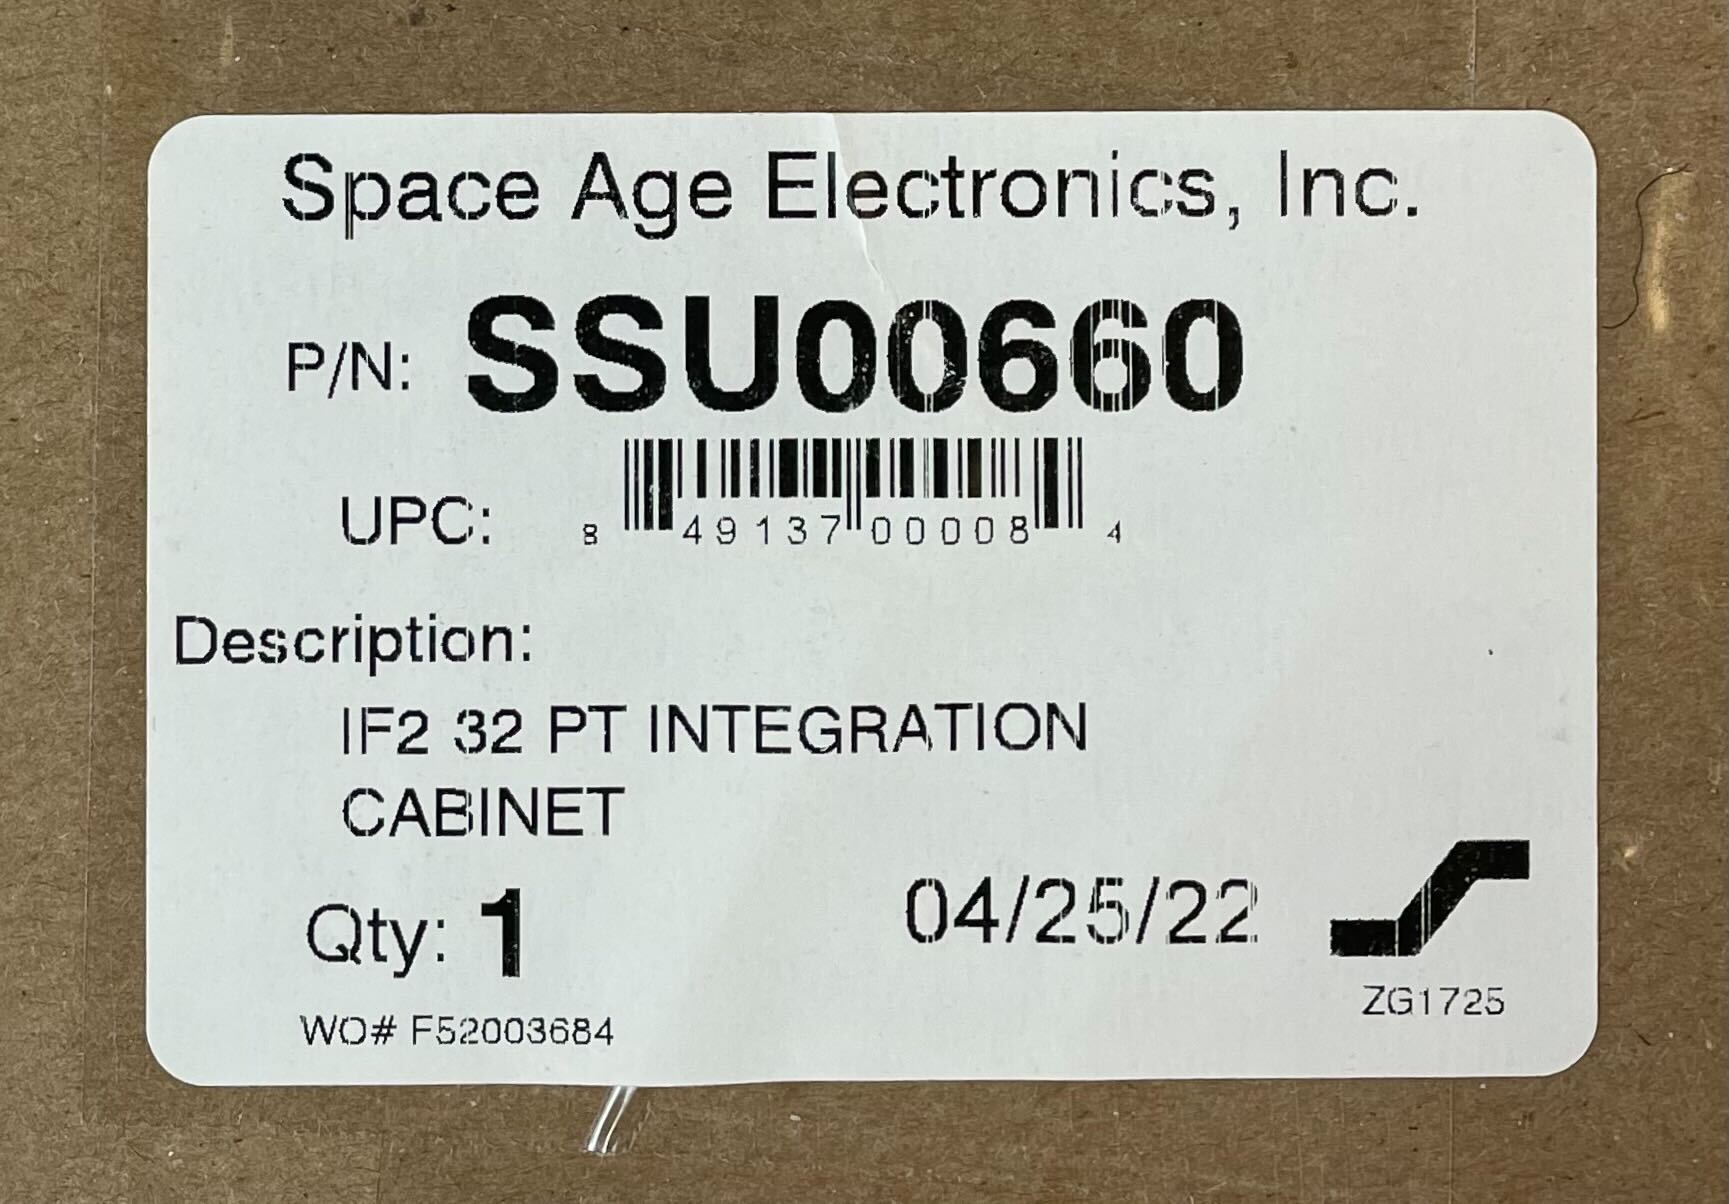 Space Age Electronics, Inc.
P/N: SSU00660
UPC: 8 49137 00008 4
Description:
IF2 32 PT INTEGRATION
CABINET
Qty: 1 04/25/22
ZG1725
WO# F52003684